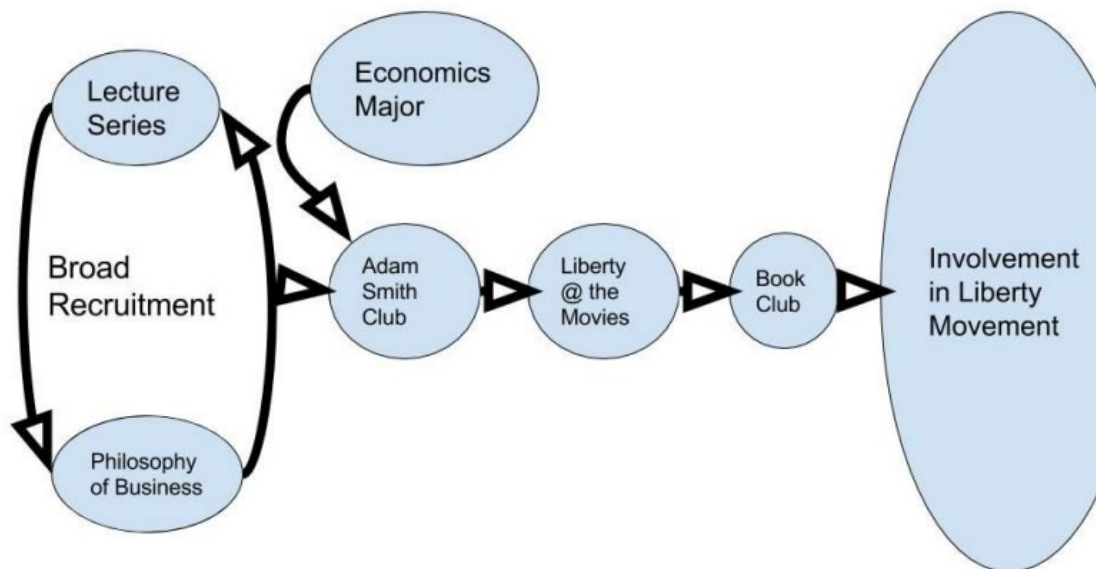 Lecture
Series
Economics
Major
Broad
Recruitment
Adam
Smith
Club
Liberty
@ the
Movies
Book
Club
Involvement
in Liberty
Movement
Philosophy
of Business